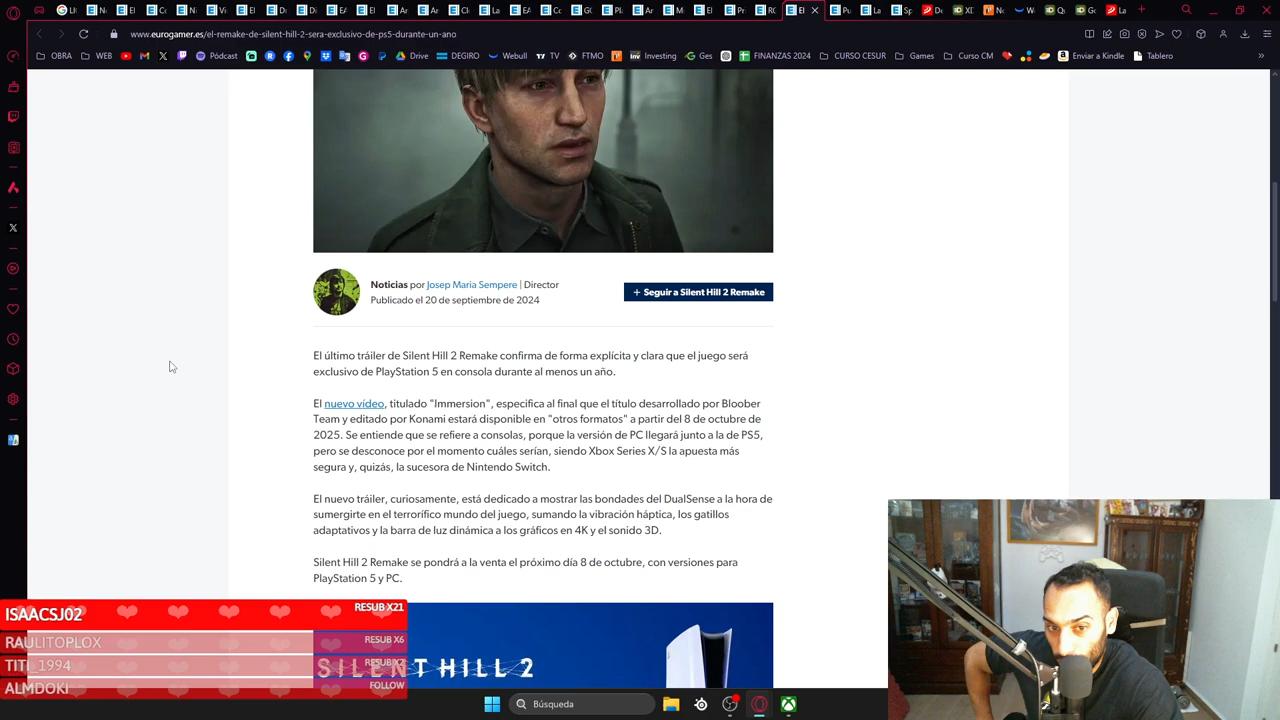 www.eurogamer.es/el-remake-de-silent-hill-2-sera-exclusivo-de-ps5-durante-un-ano
OBRA
WEB
Pódcast
Drive
DEGIRO
Webull
TV
FTMO
Investing
Ges
FINANZAS 2024
CURSO CESUR
Games
Curso CM
Enviar a Kindle
Tablero
Noticias por Josep Maria Sempere | Director
Publicado el 20 de septiembre de 2024
+ Seguir a Silent Hill 2 Remake
El último tráiler de Silent Hill 2 Remake confirma de forma explícita y clara que el juego será
exclusivo de PlayStation 5 en consola durante al menos un año.
El nuevo vídeo, titulado "Immersion", especifica al final que el título desarrollado por Bloober
Team y editado por Konami estará disponible en "otros formatos" a partir del 8 de octubre de
2025. Se entiende que se refiere a consolas, porque la versión de PC llegará junto a la de PS5,
pero se desconoce por el momento cuáles serían, siendo Xbox Series X/S la apuesta más
segura y, quizás, la sucesora de Nintendo Switch.
El nuevo tráiler, curiosamente, está dedicado a mostrar las bondades del DualSense a la hora de
sumergirte en el terrorífico mundo del juego, sumando la vibración háptica, los gatillos
adaptativos y la barra de luz dinámica a los gráficos en 4K y el sonido 3D.
Silent Hill 2 Remake se pondrá a la venta el próximo día 8 de octubre, con versiones para
PlayStation 5 y PC.
SILENT HILL 2
ISAACSJ02 RESUB X21
RAULITOPLOX RESUB X6
TITI_1994 RESUB X2
ALMDOKI FOLLOW
Búsqueda